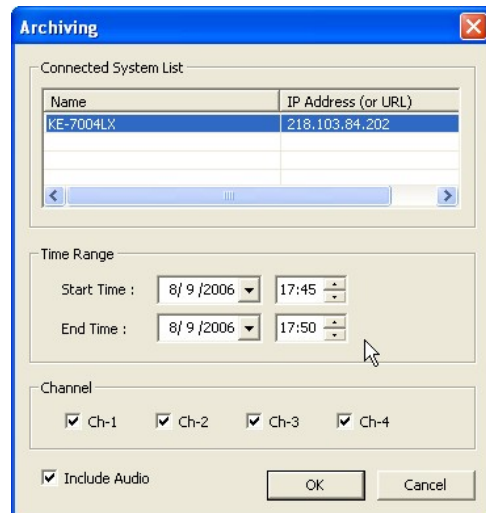 Archiving
Connected System List
Name IP Address (or URL)
KE-7004LX 218.103.84.202
Time Range
Start Time : 8/ 9 /2006 17:45
End Time : 8/ 9 /2006 17:50
Channel
Ch-1 Ch-2 Ch-3 Ch-4
Include Audio OK Cancel